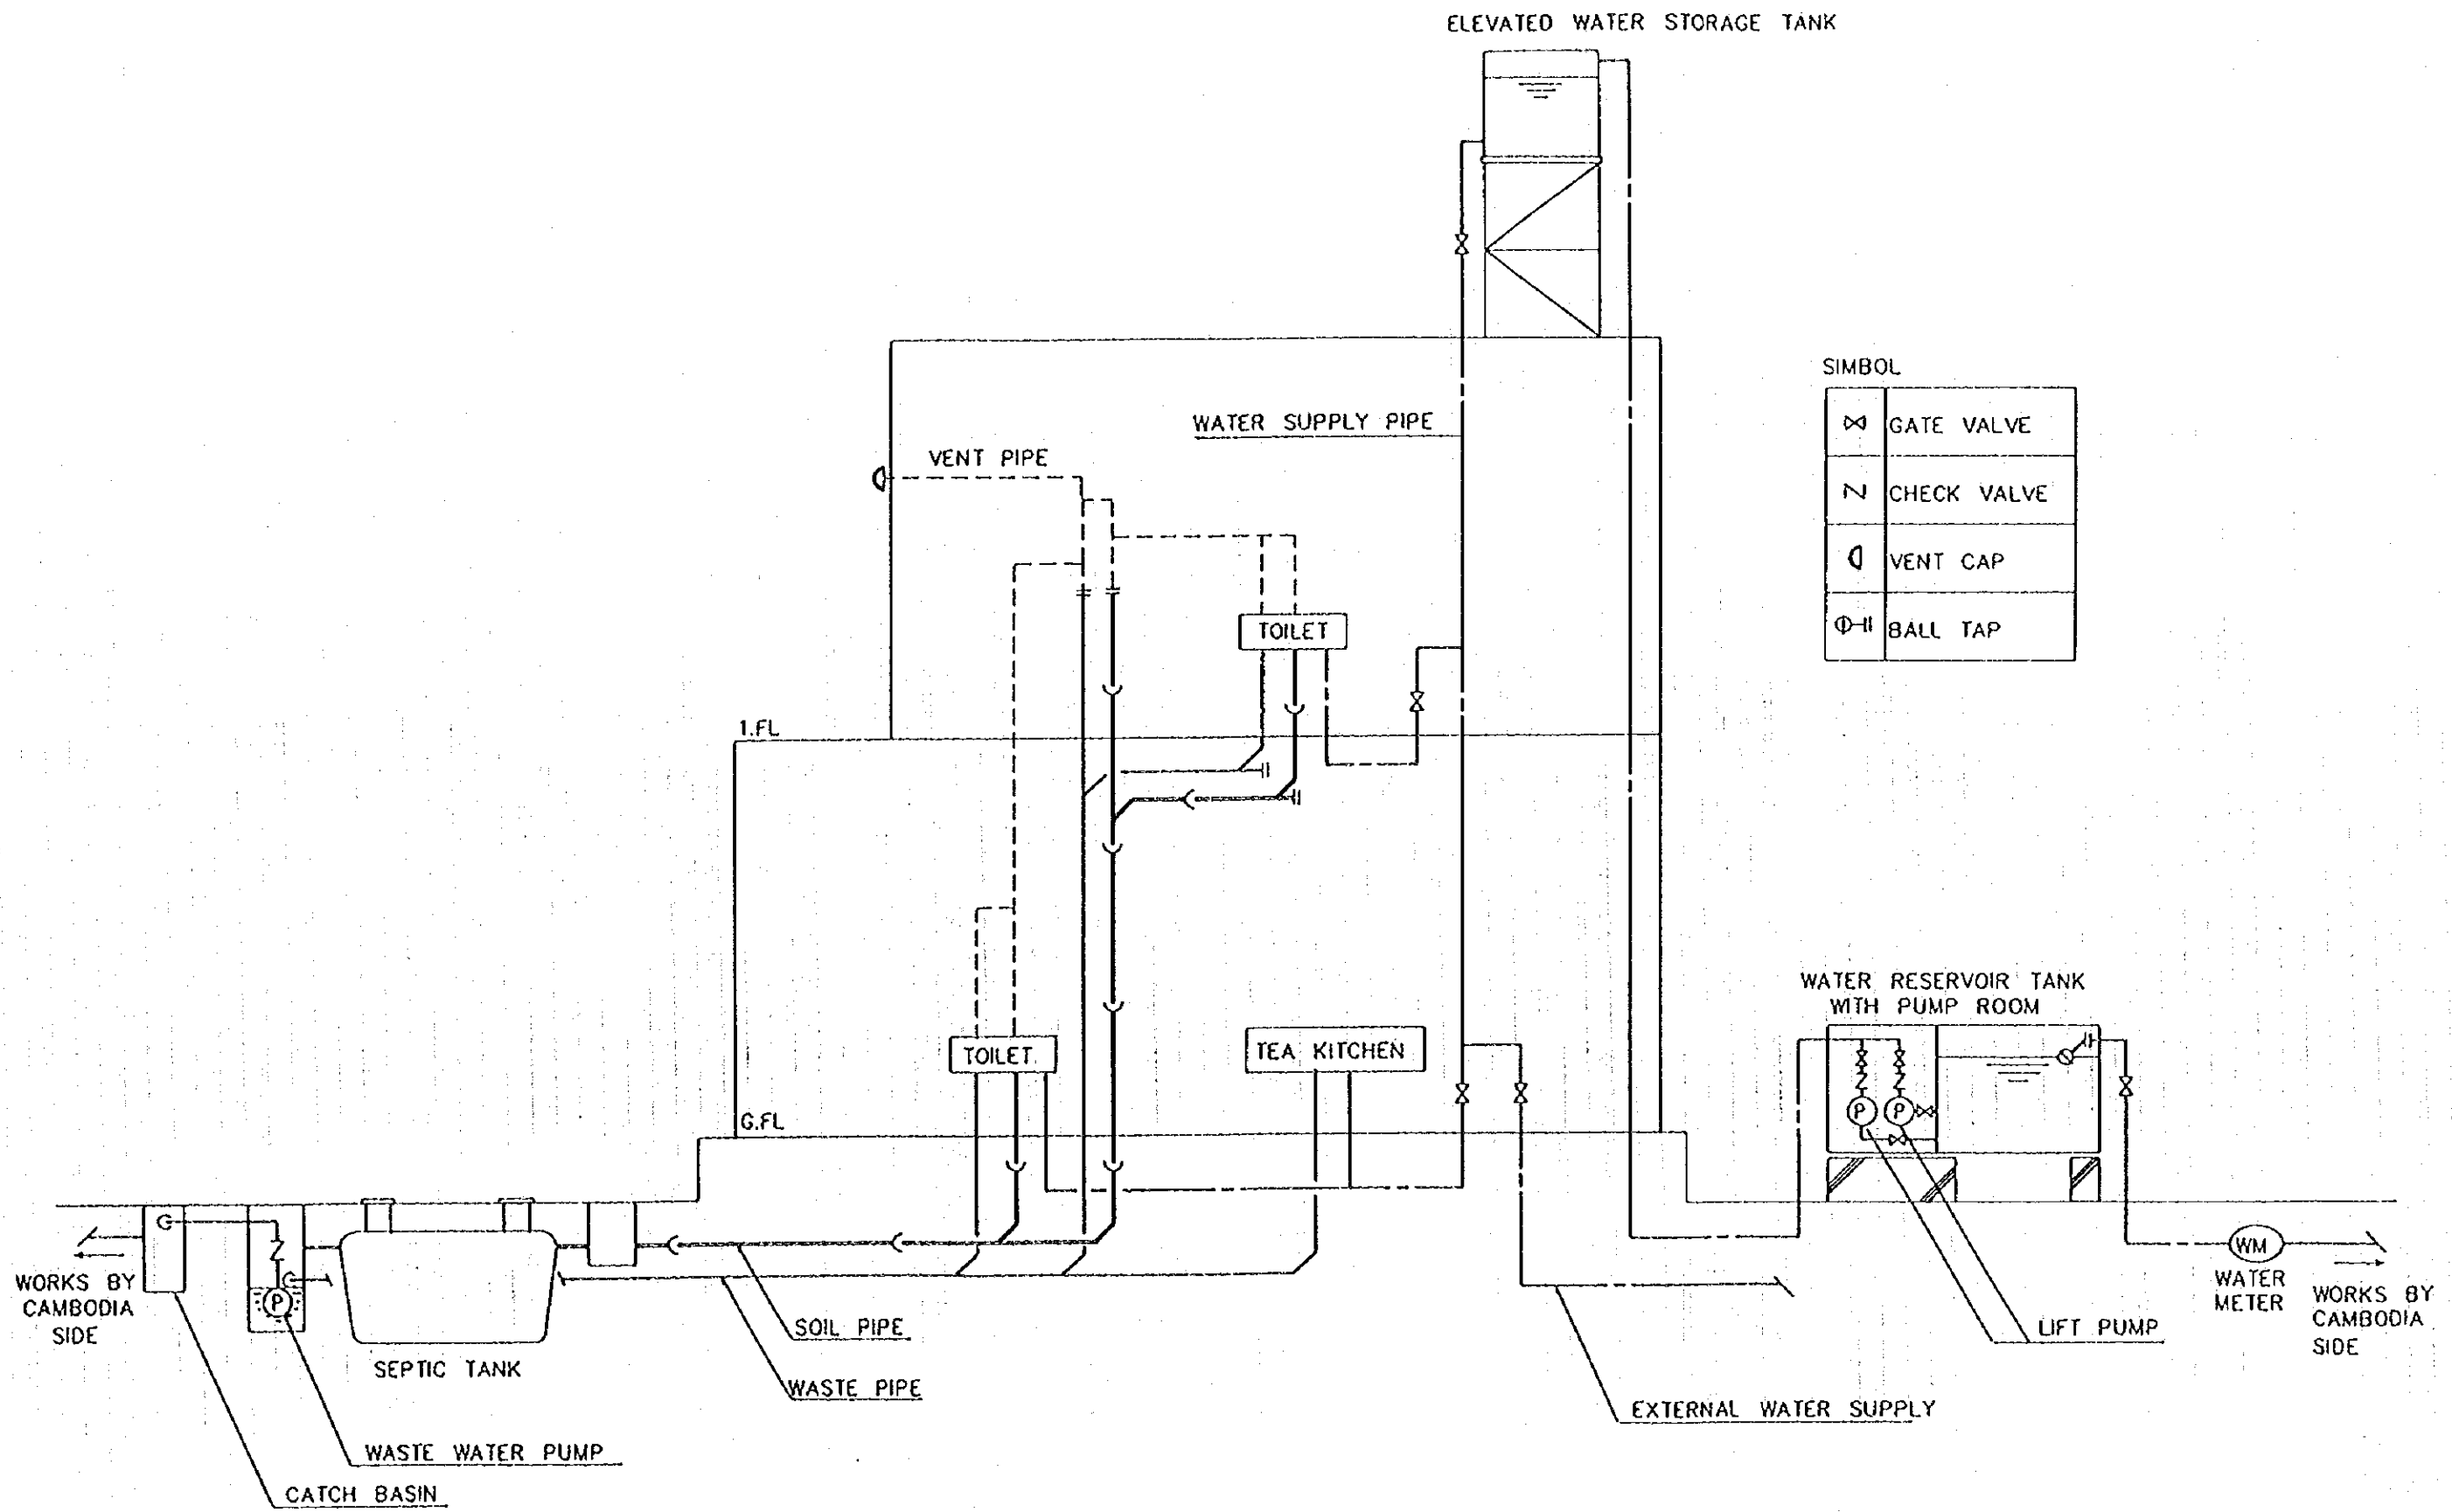 ELEVATED WATER STORAGE TANK
SIMBOL
GATE VALVE
CHECK VALVE
VENT CAP
BALL TAP
WATER SUPPLY PIPE
VENT PIPE
TOILET
1.FL
WATER RESERVOIR TANK
WITH PUMP ROOM
TOILET
TEA KITCHEN
P
P
G.FL
WM
WATER
METER
WORKS BY
CAMBODIA
SIDE
WORKS BY
CAMBODIA
SIDE
P
SEPTIC TANK
SOIL PIPE
LIFT PUMP
WASTE PIPE
EXTERNAL WATER SUPPLY
WASTE WATER PUMP
CATCH BASIN